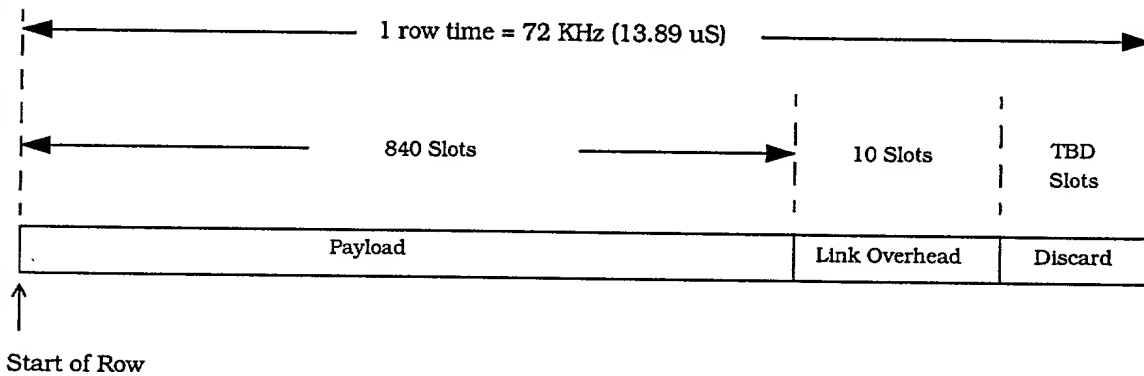 1 row time = 72 KHz (13.89 uS)
840 Slots
10 Slots
TBD
Slots
Payload
Link Overhead
Discard
Start of Row